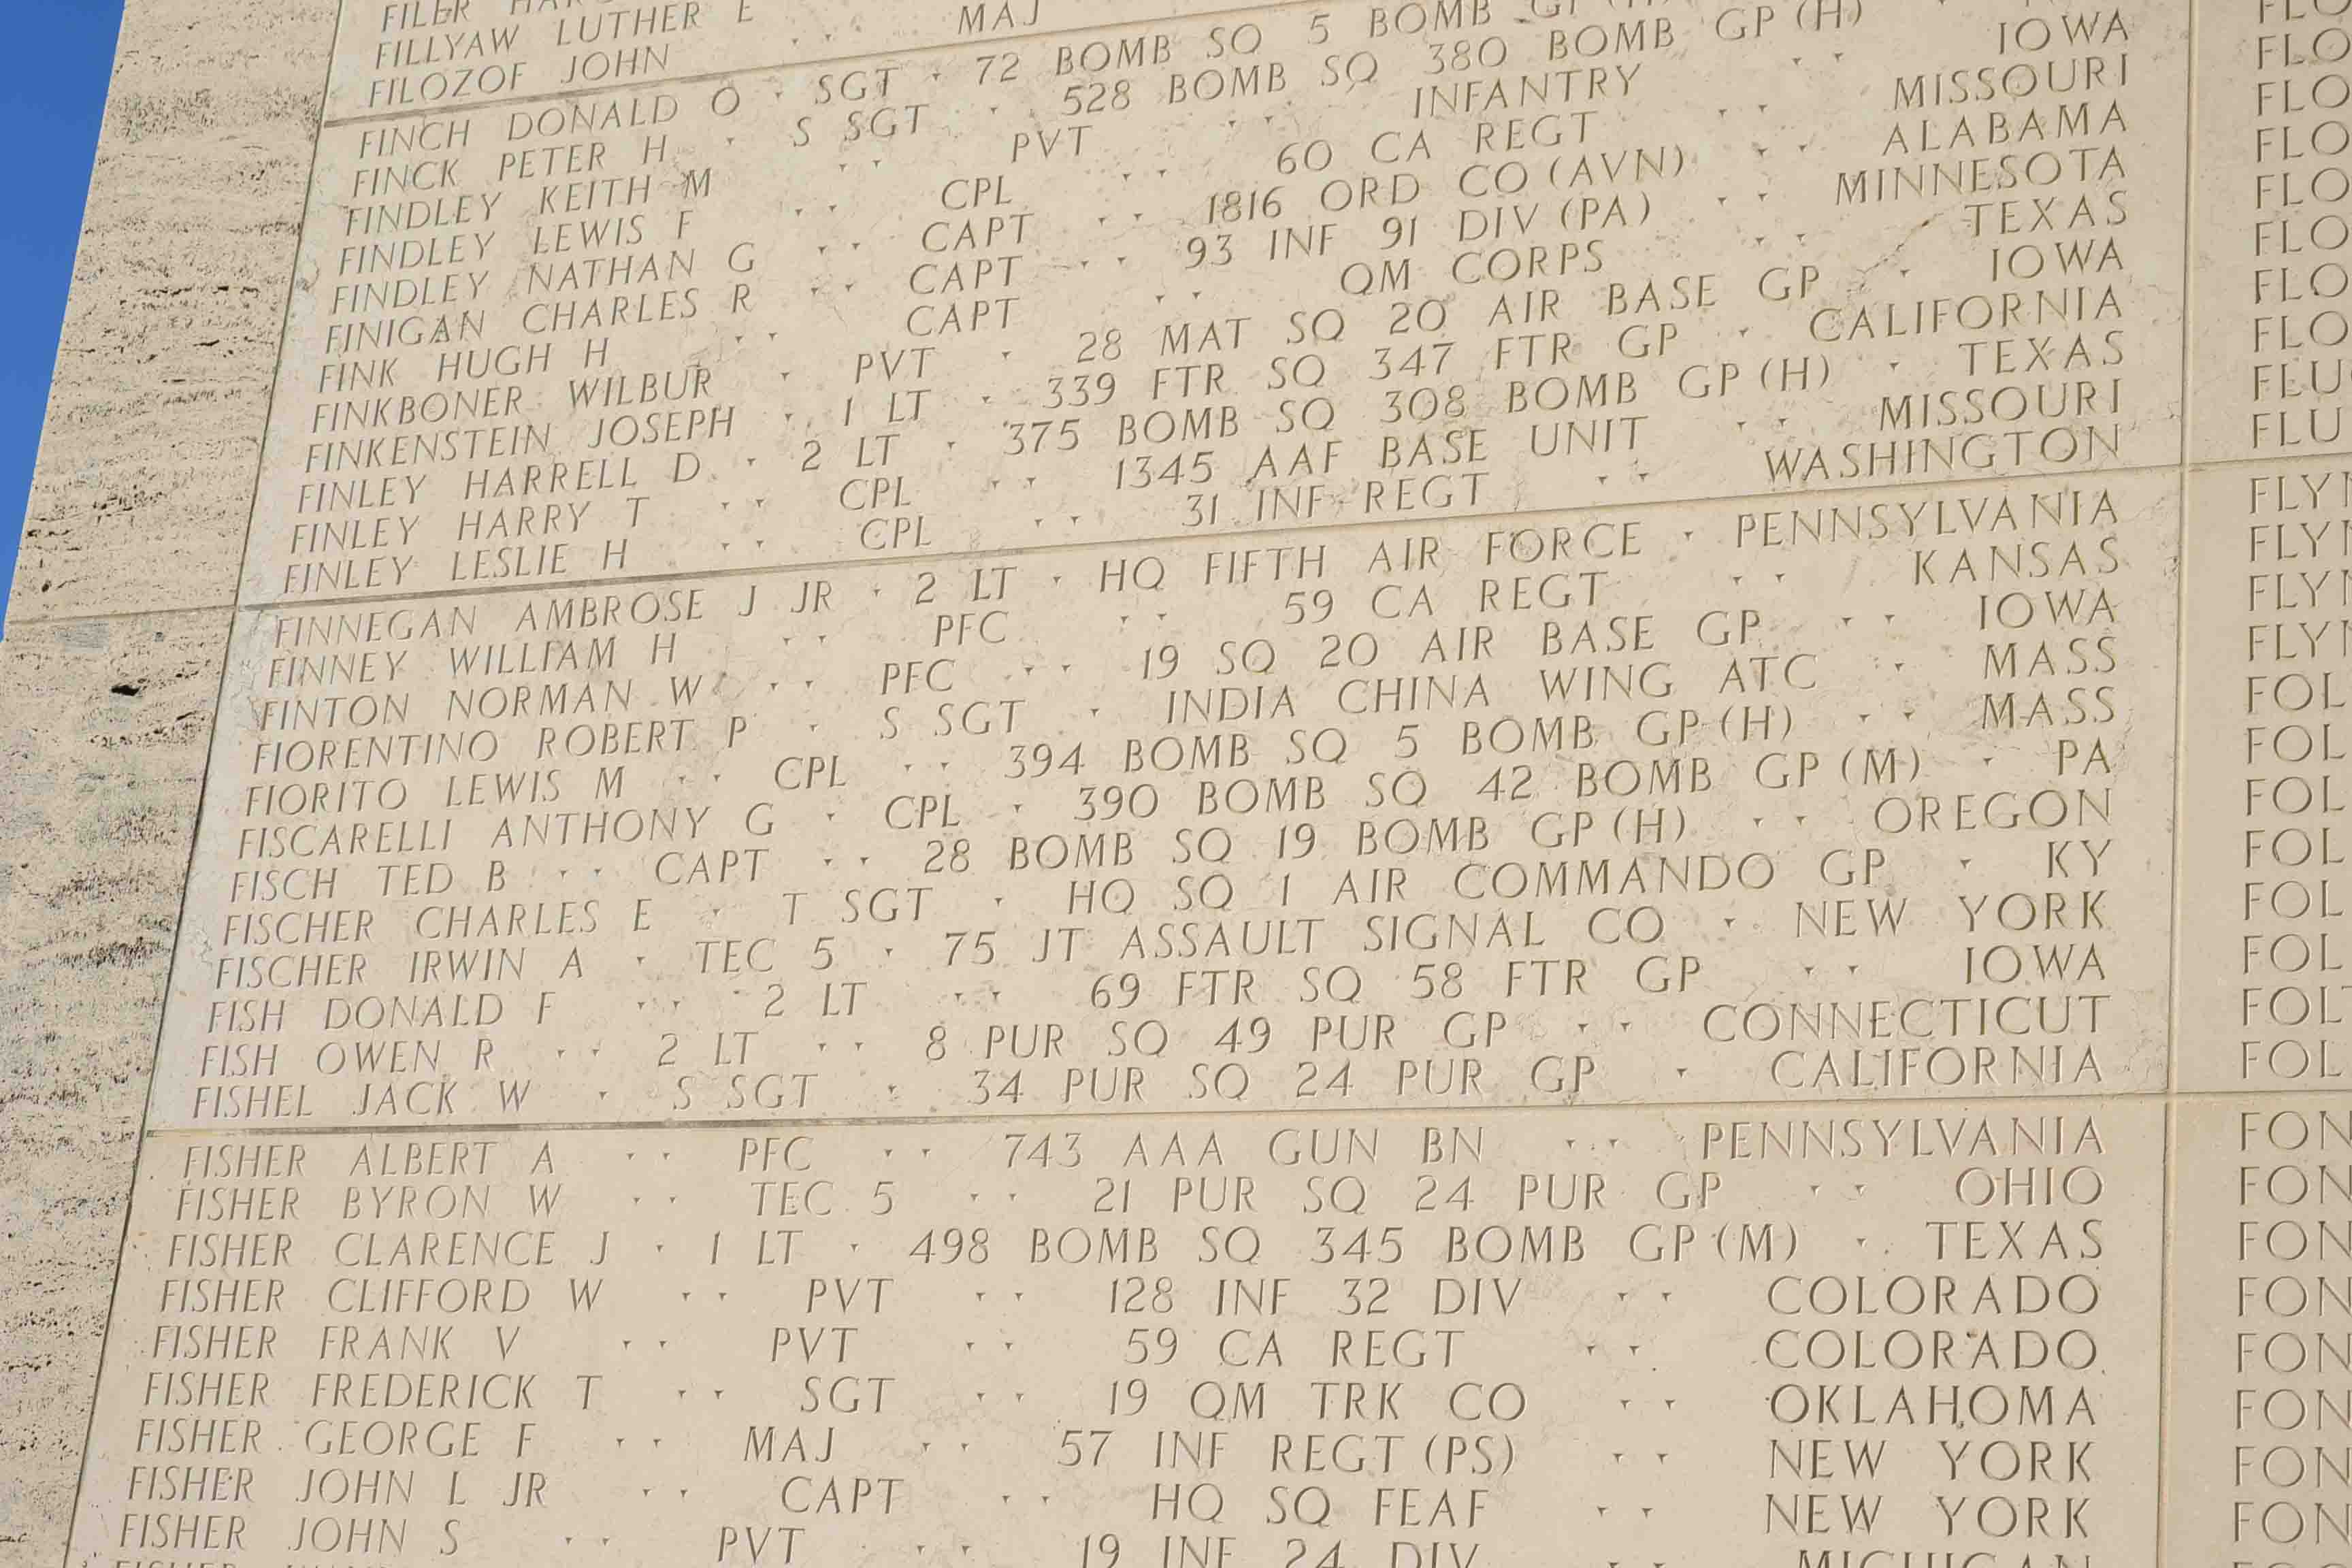 FILLYAW LUTHER E
FILOZOF JOHN · · MAJ
FINCH DONALD O · SGT · 72 BOMB SQ 5 BOMB
FINCK PETER H · S SGT · 528 BOMB SQ 380 BOMB GP (H)
FINDLEY KEITH M · · PVT · · INFANTRY · · IOWA
FINDLEY LEWIS F · · CPL · · 60 CA REGT · · MISSOURI
FINDLEY NATHAN G · · CAPT · · 1816 ORD CO (AVN) · · ALABAMA
FINIGAN CHARLES R · · CAPT · · 93 INF 91 DIV (PA) · · MINNESOTA
FINK HUGH H · · CAPT · · QM CORPS · · TEXAS
FINKBONER WILBUR · PVT · 28 MAT SQ 20 AIR BASE GP · IOWA
FINKENSTEIN JOSEPH · 1 LT · 339 FTR SQ 347 FTR GP · CALIFORNIA
FINLEY HARRELL D · 2 LT · 375 BOMB SQ 308 BOMB GP (H) · TEXAS
FINLEY HARRY T · · CPL · · 1345 AAF BASE UNIT · · MISSOURI
FINLEY LESLIE H · · CPL · · 31 INF REGT · · WASHINGTON
FINNEGAN AMBROSE J JR · 2 LT · HQ FIFTH AIR FORCE · PENNSYLVANIA
FINNEY WILLIAM H · · PFC · · 59 CA REGT · · KANSAS
FINTON NORMAN W · · PFC · · 19 SQ 20 AIR BASE GP · · IOWA
FIORENTINO ROBERT P · S SGT · INDIA CHINA WING ATC · MASS
FIORITO LEWIS M · · CPL · · 394 BOMB SQ 5 BOMB GP (H) · · MASS
FISCARELLI ANTHONY G · CPL · 390 BOMB SQ 42 BOMB GP (M) · PA
FISCH TED B · · CAPT · · 28 BOMB SQ 19 BOMB GP (H) · · OREGON
FISCHER CHARLES E · T SGT · HQ SQ 1 AIR COMMANDO GP · KY
FISCHER IRWIN A · TEC 5 · 75 JT ASSAULT SIGNAL CO · NEW YORK
FISH DONALD F · · 2 LT · · 69 FTR SQ 58 FTR GP · · IOWA
FISH OWEN R · · 2 LT · · 8 PUR SQ 49 PUR GP · · CONNECTICUT
FISHEL JACK W · S SGT · 34 PUR SQ 24 PUR GP · CALIFORNIA
FISHER ALBERT A · · PFC · · 743 AAA GUN BN · · PENNSYLVANIA
FISHER BYRON W · · TEC 5 · · 21 PUR SQ 24 PUR GP · · OHIO
FISHER CLARENCE J · 1 LT · 498 BOMB SQ 345 BOMB GP (M) · TEXAS
FISHER CLIFFORD W · · PVT · · 128 INF 32 DIV · · COLORADO
FISHER FRANK V · · PVT · · 59 CA REGT · · COLORADO
FISHER FREDERICK T · · SGT · · 19 QM TRK CO · · OKLAHOMA
FISHER GEORGE F · · MAJ · · 57 INF REGT (PS) · · NEW YORK
FISHER JOHN L JR · · CAPT · · HQ SQ FEAF · · NEW YORK
FISHER JOHN S · · PVT · · 19 INF 24 DIV · · MICHIGAN